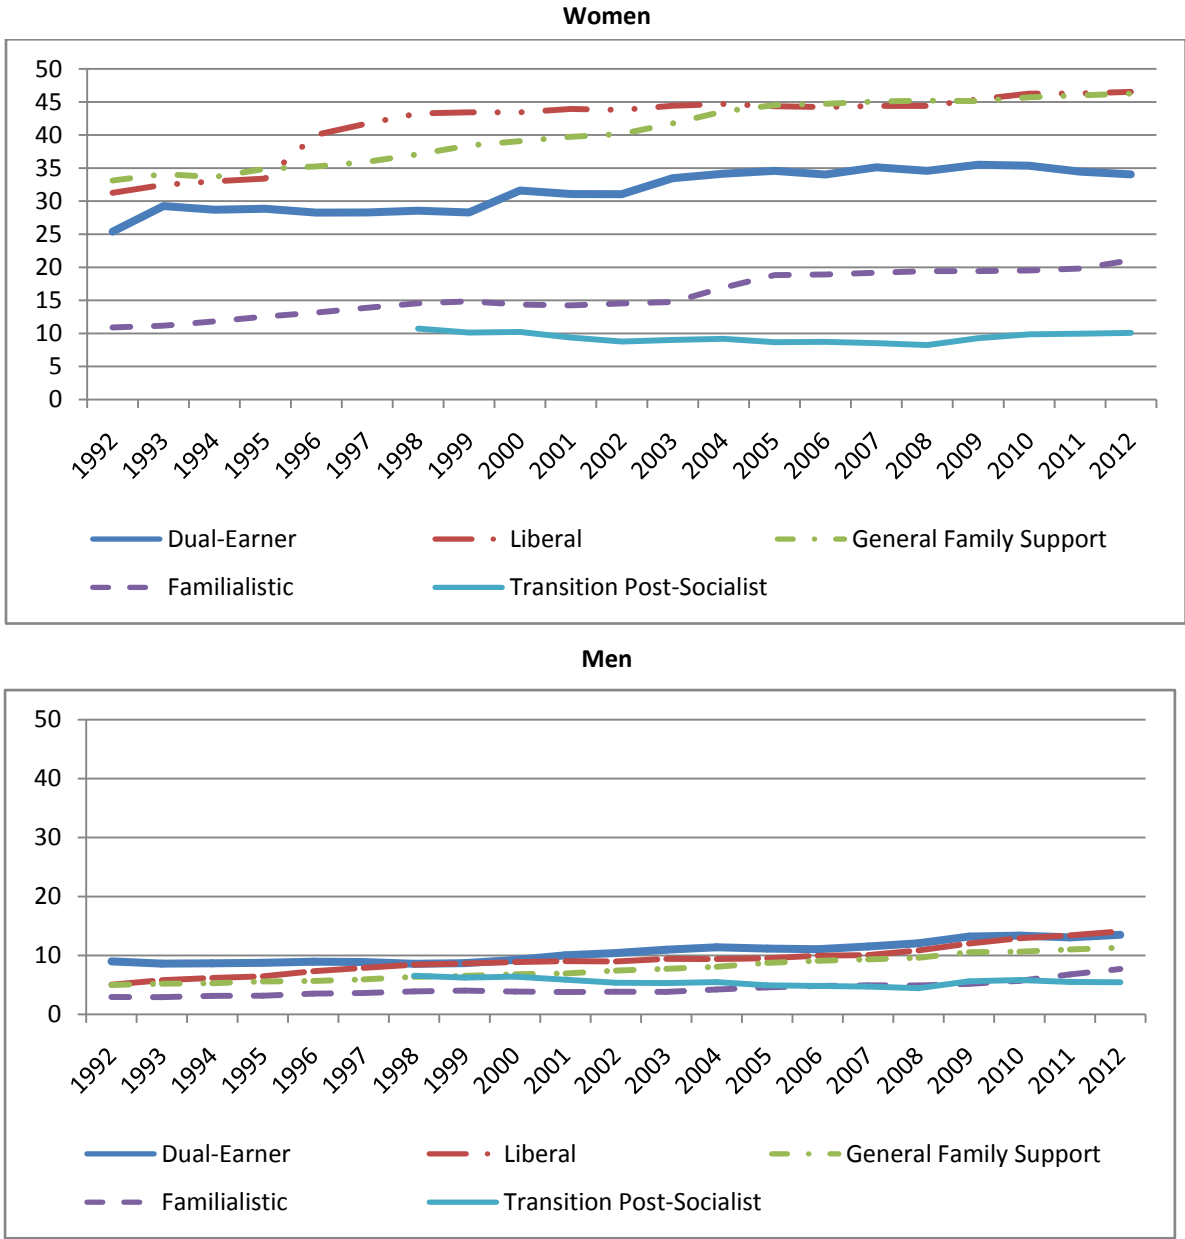 Women
50
45
40
35
30
25
20
15
10
5
0
1992 1993 1994 1995 1996 1997 1998 1999 2000 2001 2002 2003 2004 2005 2006 2007 2008 2009 2010 2011 2012
Dual-Earner Liberal General Family Support
Familialistic Transition Post-Socialist
Men
50
40
30
20
10
0
1992 1993 1994 1995 1996 1997 1998 1999 2000 2001 2002 2003 2004 2005 2006 2007 2008 2009 2010 2011 2012
Dual-Earner Liberal General Family Support
Familialistic Transition Post-Socialist